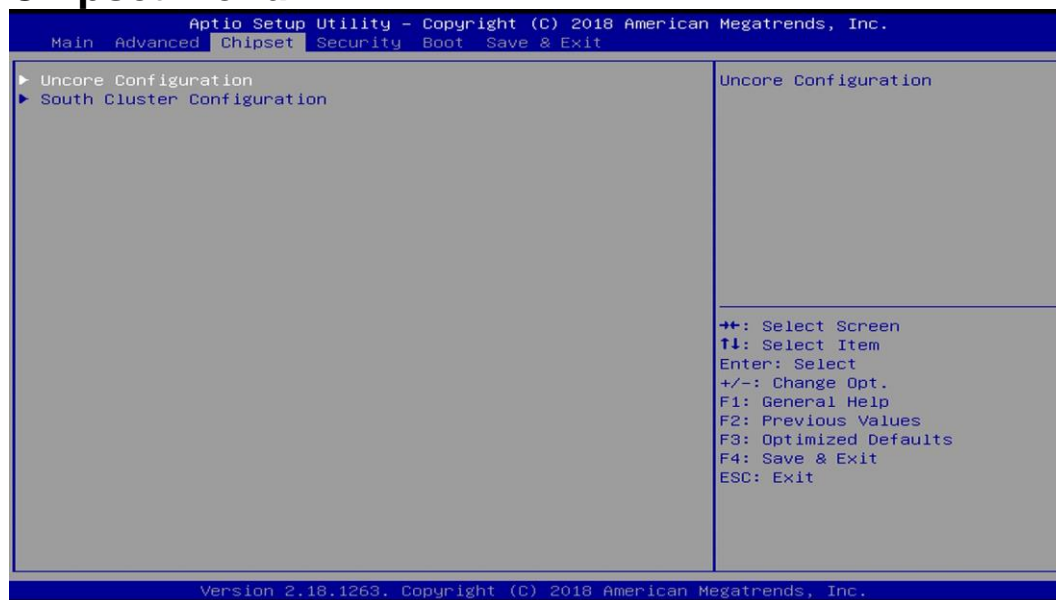 Aptio Setup Utility – Copyright (C) 2018 American Megatrends, Inc.
Main Advanced Chipset Security Boot Save & Exit
▶ Uncore Configuration
▶ South Cluster Configuration
Uncore Configuration
→←: Select Screen
↑↓: Select Item
Enter: Select
+/-: Change Opt.
F1: General Help
F2: Previous Values
F3: Optimized Defaults
F4: Save & Exit
ESC: Exit
Version 2.18.1263. Copyright (C) 2018 American Megatrends, Inc.